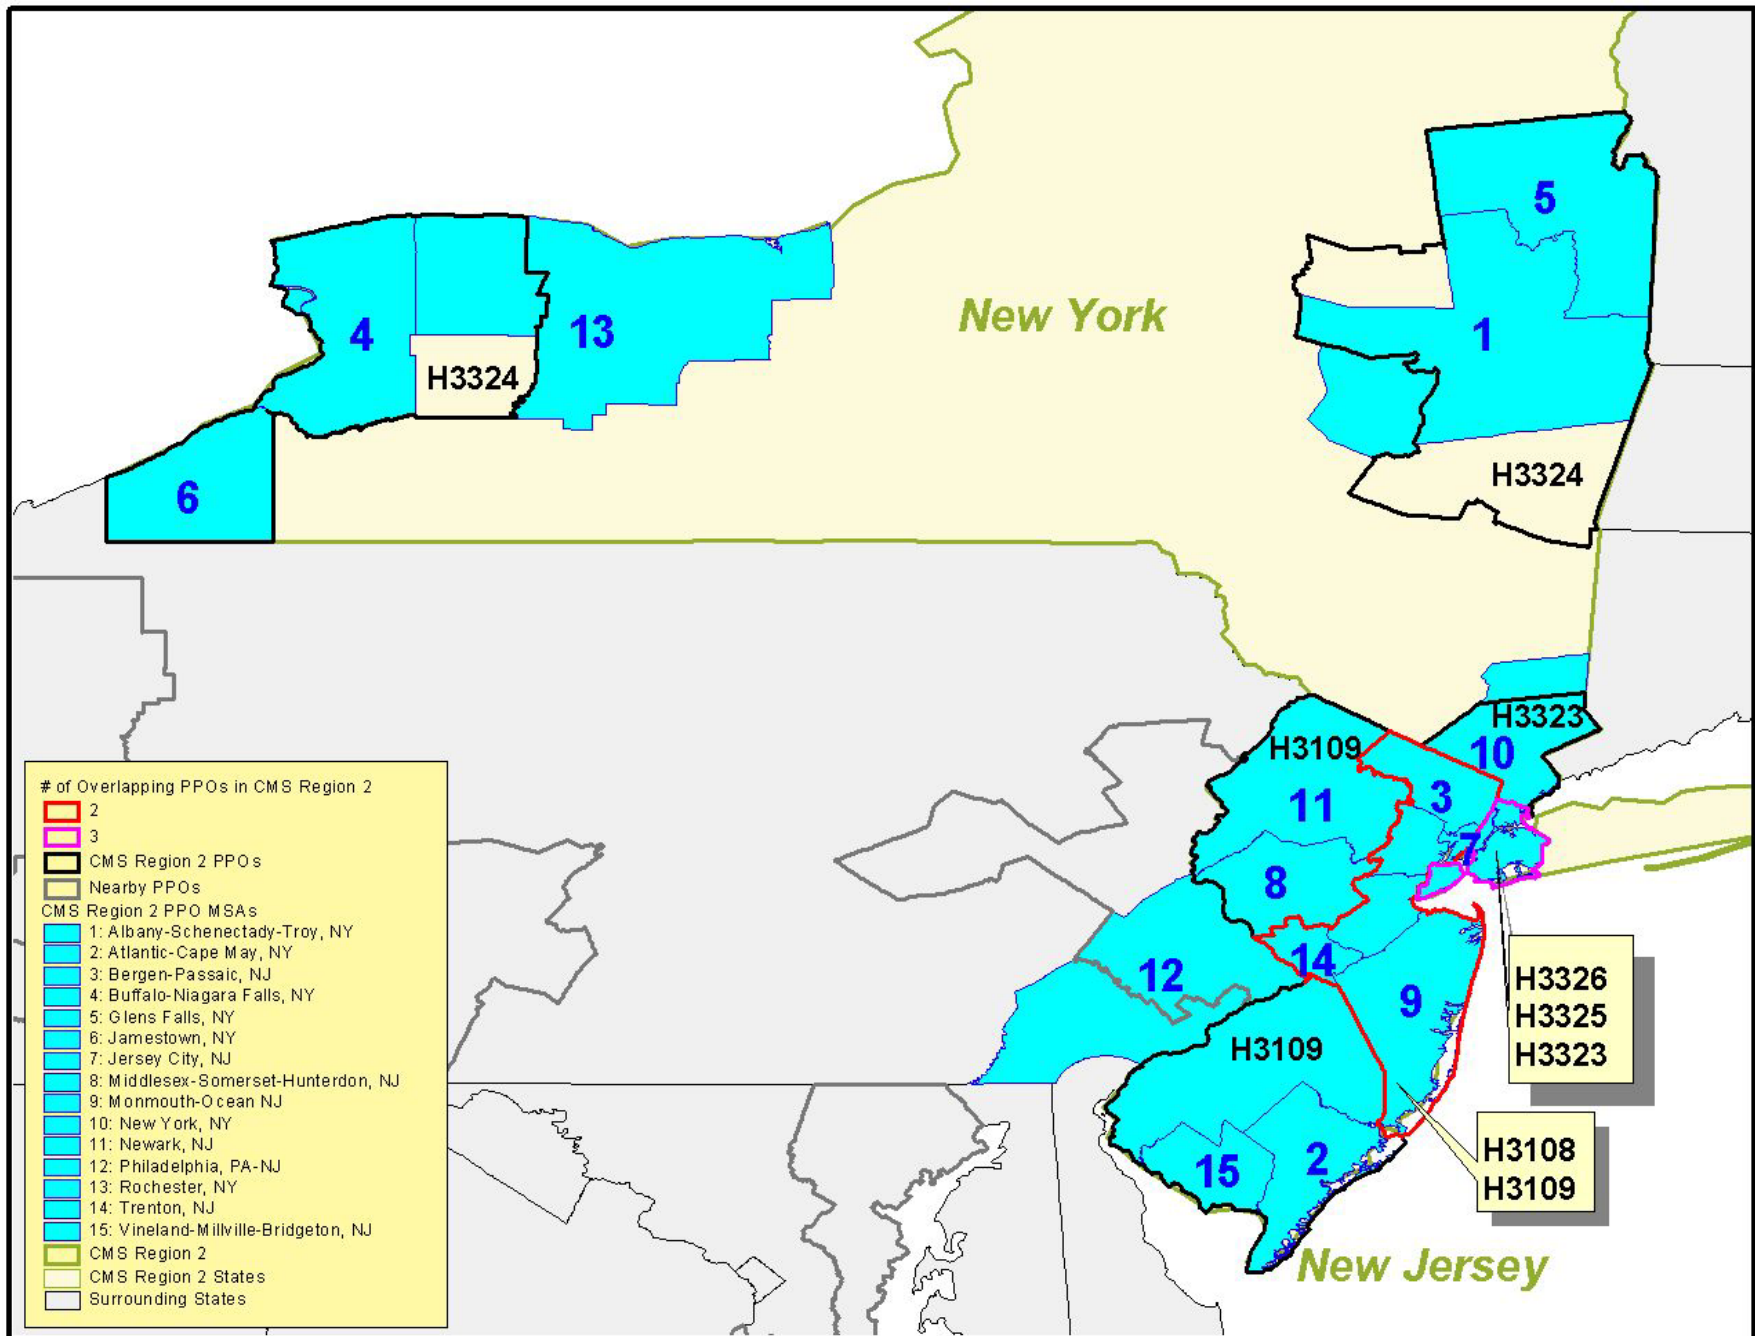 5
New York
4
13
1
H3324
H3324
6
H3323
H3109
10
3
11
7
8
14
12
9
H3326
H3325
H3323
H3109
H3108
H3109
15
2
New Jersey
# of Overlapping PPOs in CMS Region 2
2
3
CMS Region 2 PPOs
Nearby PPOs
CMS Region 2 PPO MSAs
1: Albany-Schenectady-Troy, NY
2: Atlantic-Cape May, NY
3: Bergen-Passaic, NJ
4: Buffalo-Niagara Falls, NY
5: Glens Falls, NY
6: Jamestown, NY
7: Jersey City, NJ
8: Middlesex-Somerset-Hunterdon, NJ
9: Monmouth-Ocean NJ
10: New York, NY
11: Newark, NJ
12: Philadelphia, PA-NJ
13: Rochester, NY
14: Trenton, NJ
15: Vineland-Millville-Bridgeton, NJ
CMS Region 2
CMS Region 2 States
Surrounding States